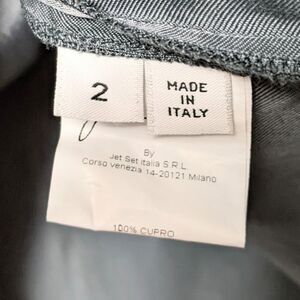 2
MADE
IN
ITALY
By
Jet Set Italia S.R.L
Corso venezia 14-20121 Milano
100% CUPRO